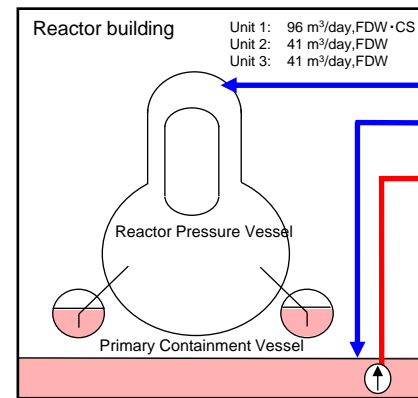 Reactor building
Unit 1: 96 m³/day,FDW・CS
Unit 2: 41 m³/day,FDW
Unit 3: 41 m³/day,FDW
Reactor Pressure Vessel
Primary Containment Vessel